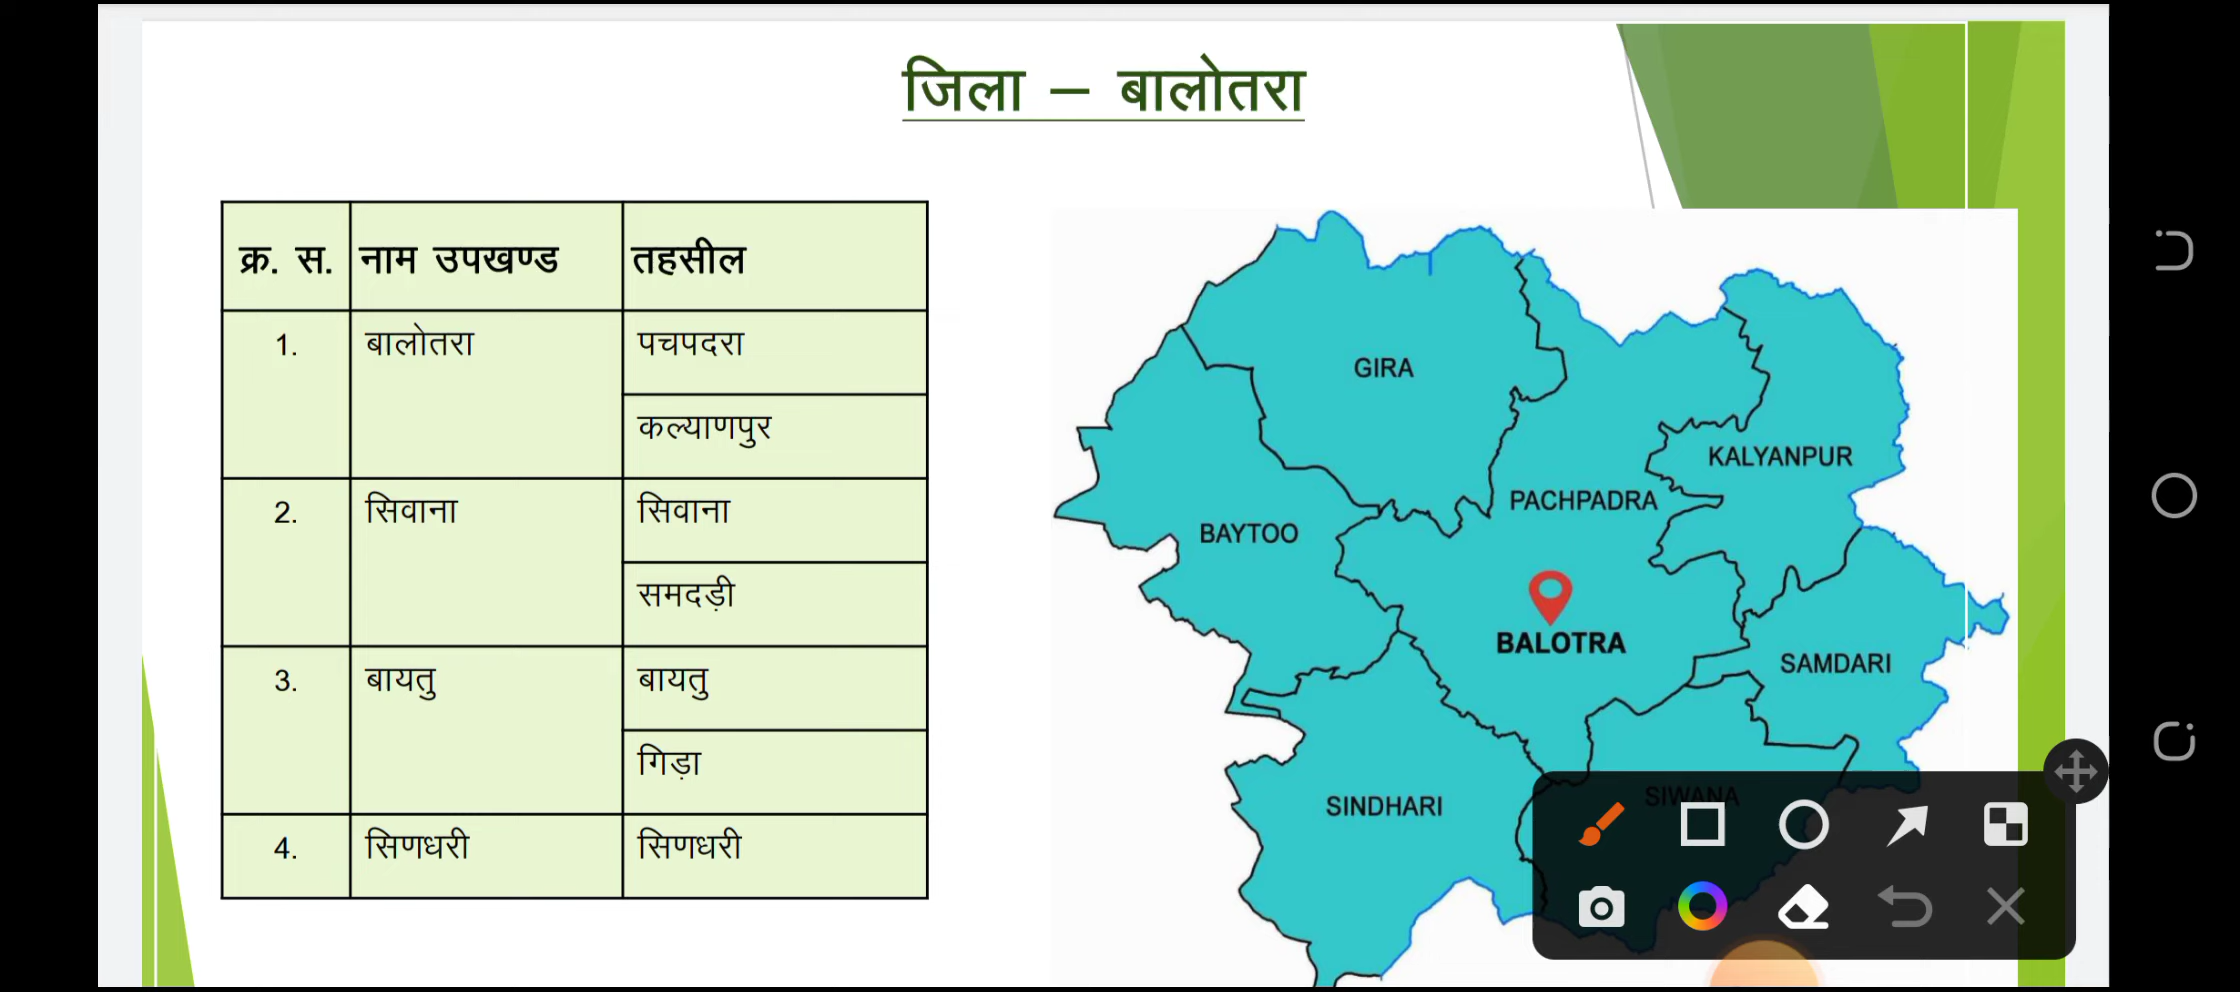 जिला – बालोतरा
क्र. स. नाम उपखण्ड तहसील
1. बालोतरा पचपदरा
कल्याणपुर
2. सिवाना सिवाना
समदड़ी
3. बायतु बायतु
गिड़ा
4. सिणधरी सिणधरी
GIRA
KALYANPUR
PACHPADRA
BAYTOO
BALOTRA
SAMDARI
SINDHARI
SIWANA